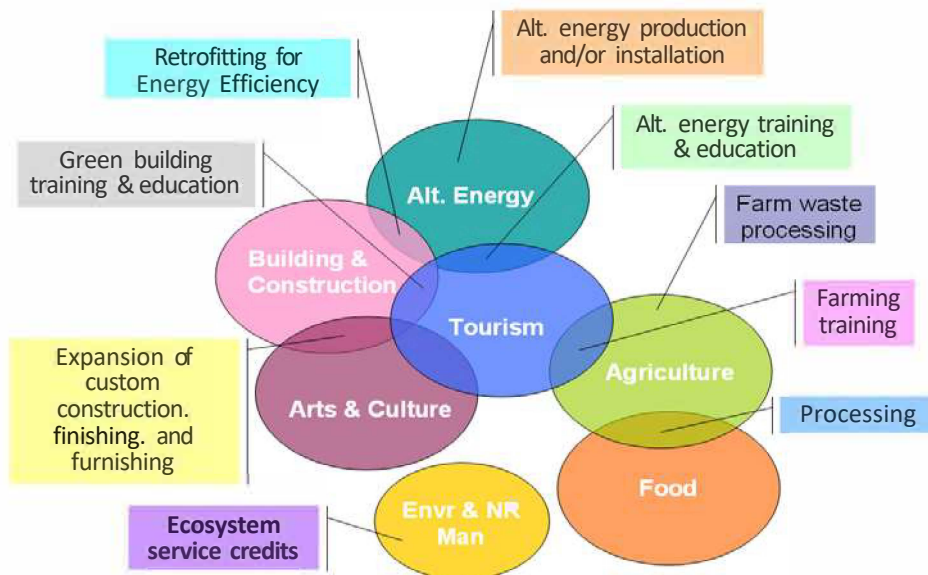 Alt. energy production
and/or installation
Retrofitting for
Energy Efficiency
Alt. energy training
& education
Green building
training & education
Alt. Energy
Farm waste
processing
Building &
Construction
Farming
training
Tourism
Expansion of
custom
construction.
finishing. and
furnishing
Agriculture
Arts & Culture
Processing
Food
Envr & NR
Man
Ecosystem
service credits